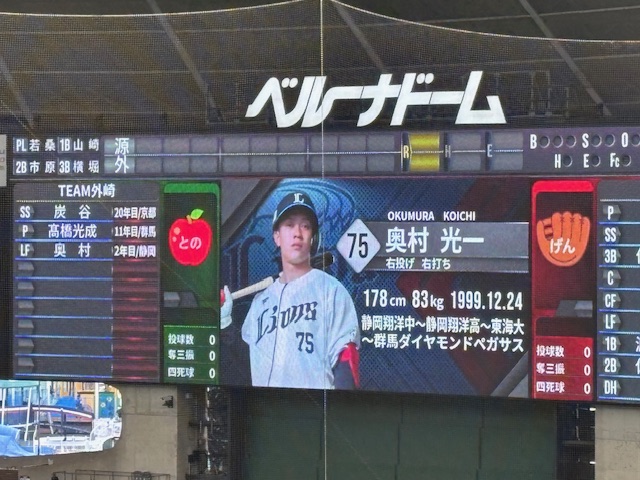 ベルーナドーム
PL 若桑 1B 山崎
2B 市原 3B 横堀
源
外
R H E
B S O
H E Fc
TEAM外崎
SS 炭谷 20年目/京都
P 髙橋光成 11年目/群馬
LF 奥村 2年目/静岡
との
投球数 0
奪三振 0
四死球 0
OKUMURA KOICHI
75 奥村 光一
右投げ 右打ち
178cm 83kg 1999.12.24
静岡翔洋中〜静岡翔洋高〜東海大
〜群馬ダイヤモンドペガサス
L
Lions
75
げん
投球数 0
奪三振 0
四死球 0
P
SS
3B
C
CF
LF
1B
2B
DH